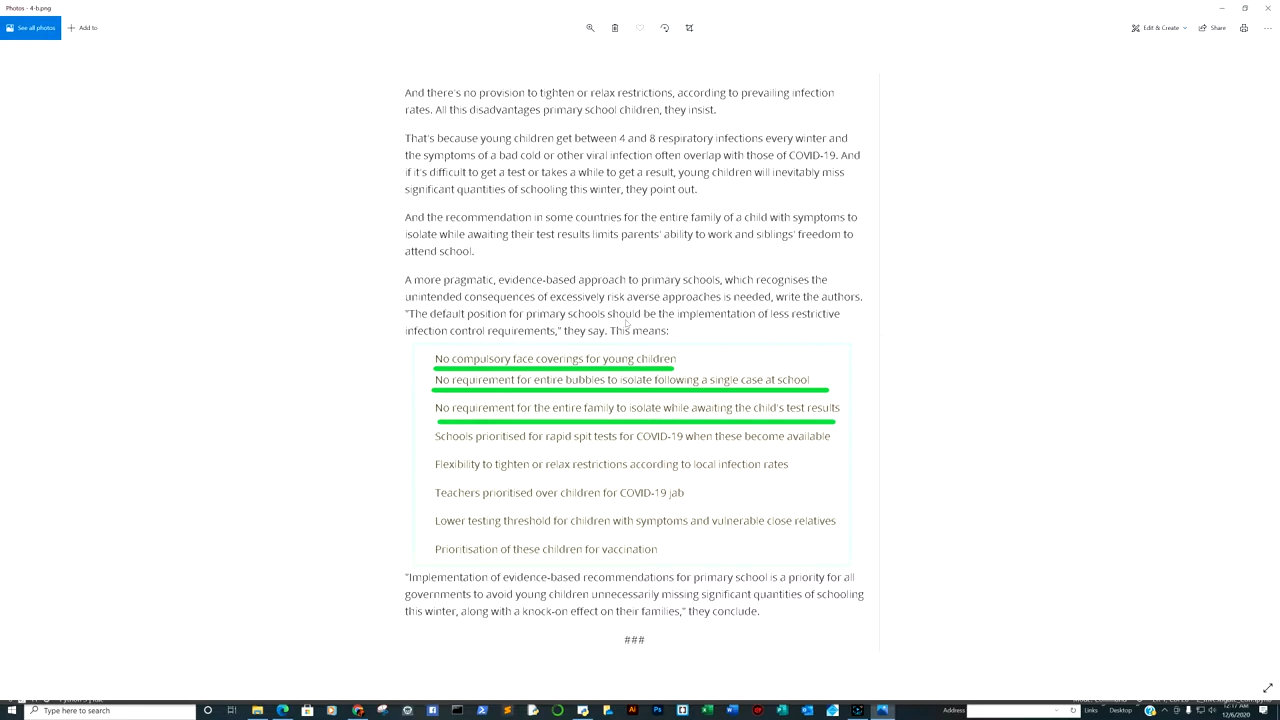 Photos - 4-b.png
See all photos
Add to
Edit & Create
Share
And there's no provision to tighten or relax restrictions, according to prevailing infection
rates. All this disadvantages primary school children, they insist.
That's because young children get between 4 and 8 respiratory infections every winter and
the symptoms of a bad cold or other viral infection often overlap with those of COVID-19. And
if it's difficult to get a test or takes a while to get a result, young children will inevitably miss
significant quantities of schooling this winter, they point out.
And the recommendation in some countries for the entire family of a child with symptoms to
isolate while awaiting their test results limits parents' ability to work and siblings' freedom to
attend school.
A more pragmatic, evidence-based approach to primary schools, which recognises the
unintended consequences of excessively risk averse approaches is needed, write the authors.
"The default position for primary schools should be the implementation of less restrictive
infection control requirements," they say. This means:
No compulsory face coverings for young children
No requirement for entire bubbles to isolate following a single case at school
No requirement for the entire family to isolate while awaiting the child's test results
Schools prioritised for rapid spit tests for COVID-19 when these become available
Flexibility to tighten or relax restrictions according to local infection rates
Teachers prioritised over children for COVID-19 jab
Lower testing threshold for children with symptoms and vulnerable close relatives
Prioritisation of these children for vaccination
"Implementation of evidence-based recommendations for primary school is a priority for all
governments to avoid young children unnecessarily missing significant quantities of schooling
this winter, along with a knock-on effect on their families," they conclude.
###
Type here to search
Address
Links
Desktop
12:17 AM
12/6/2020